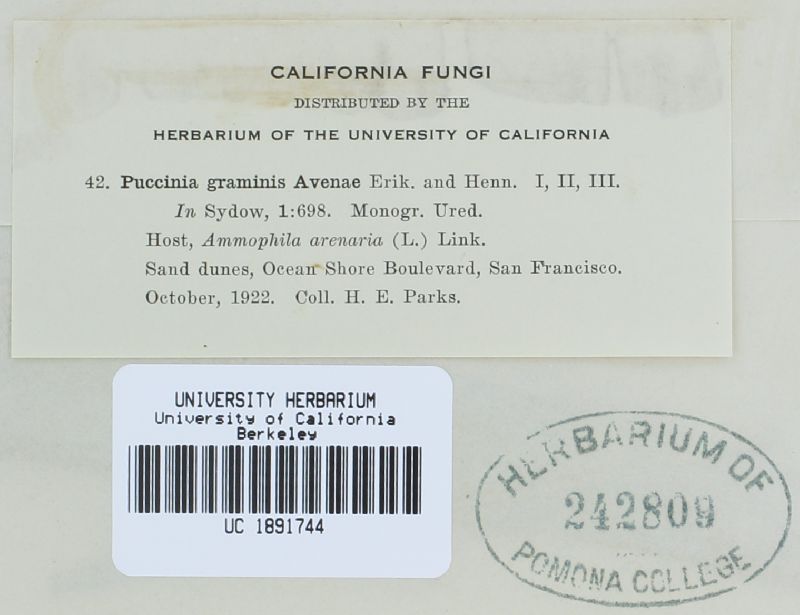 CALIFORNIA FUNGI
DISTRIBUTED BY THE
HERBARIUM OF THE UNIVERSITY OF CALIFORNIA
42. Puccinia graminis Avenae Erik. and Henn. I, II, III.
In Sydow, 1:698. Monogr. Ured.
Host, Ammophila arenaria (L.) Link.
Sand dunes, Ocean Shore Boulevard, San Francisco.
October, 1922. Coll. H. E. Parks.
UNIVERSITY HERBARIUM
University of California
Berkeley
UC 1891744
HERBARIUM OF
242809
POMONA COLLEGE